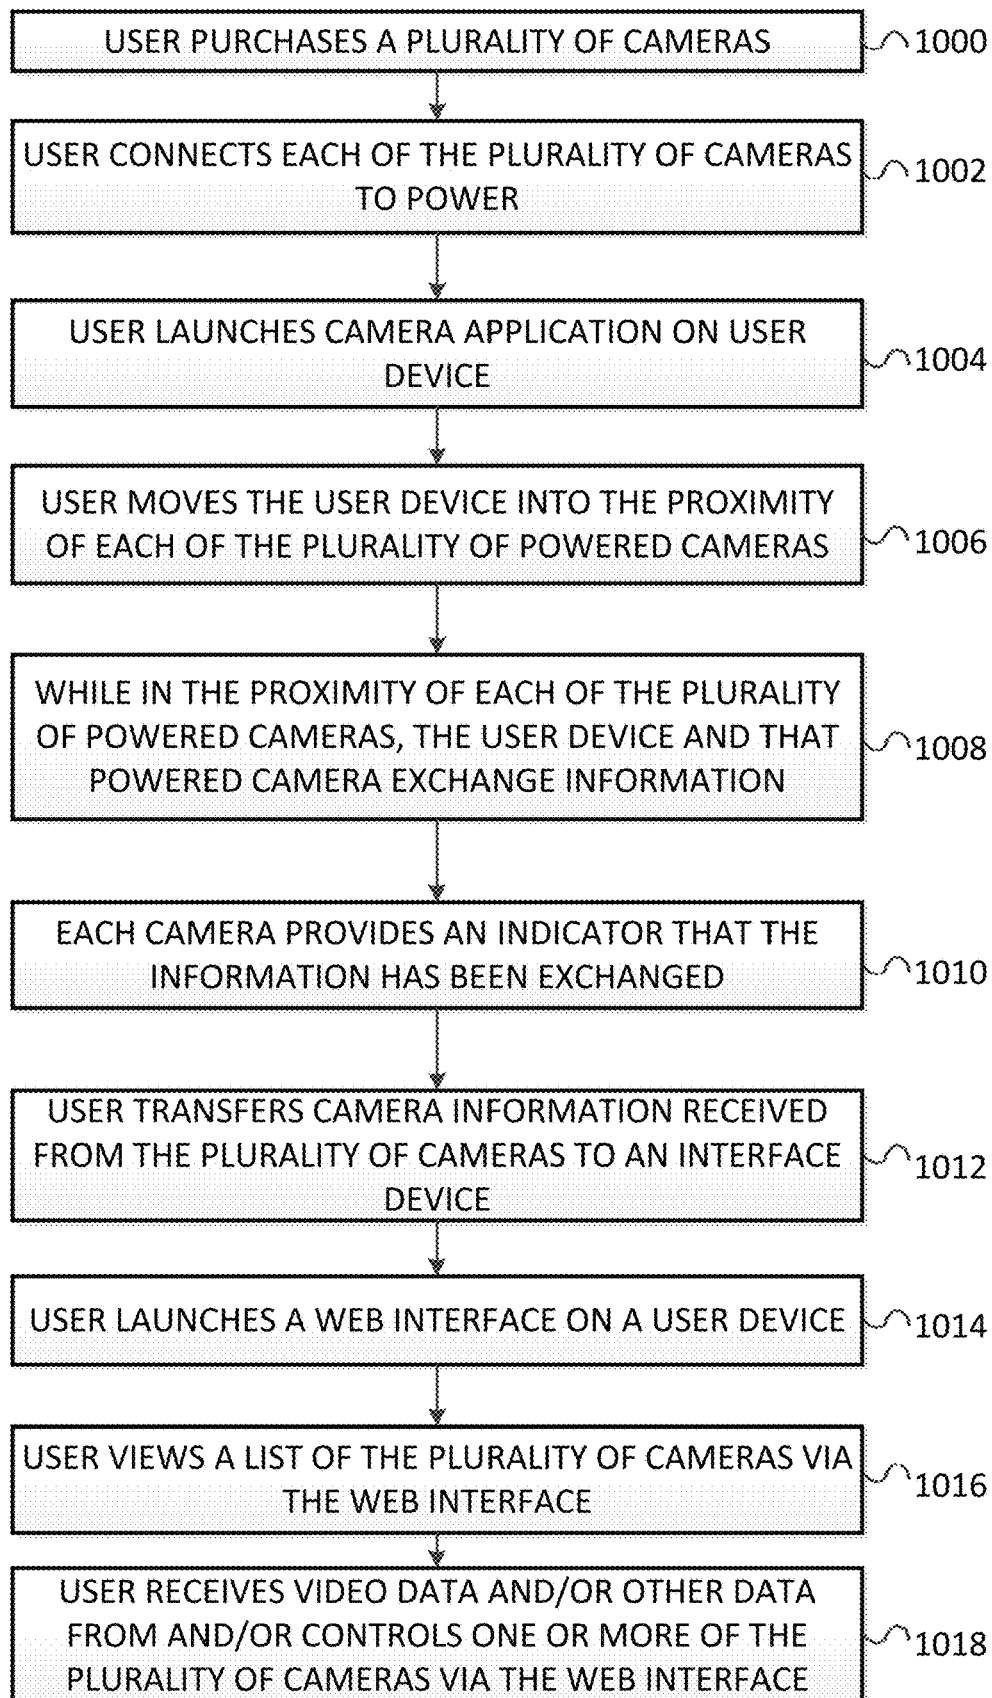 USER PURCHASES A PLURALITY OF CAMERAS
1000
USER CONNECTS EACH OF THE PLURALITY OF CAMERAS
TO POWER
1002
USER LAUNCHES CAMERA APPLICATION ON USER
DEVICE
1004
USER MOVES THE USER DEVICE INTO THE PROXIMITY
OF EACH OF THE PLURALITY OF POWERED CAMERAS
1006
WHILE IN THE PROXIMITY OF EACH OF THE PLURALITY
OF POWERED CAMERAS, THE USER DEVICE AND THAT
POWERED CAMERA EXCHANGE INFORMATION
1008
EACH CAMERA PROVIDES AN INDICATOR THAT THE
INFORMATION HAS BEEN EXCHANGED
1010
USER TRANSFERS CAMERA INFORMATION RECEIVED
FROM THE PLURALITY OF CAMERAS TO AN INTERFACE
DEVICE
1012
USER LAUNCHES A WEB INTERFACE ON A USER DEVICE
1014
USER VIEWS A LIST OF THE PLURALITY OF CAMERAS VIA
THE WEB INTERFACE
1016
USER RECEIVES VIDEO DATA AND/OR OTHER DATA
FROM AND/OR CONTROLS ONE OR MORE OF THE
PLURALITY OF CAMERAS VIA THE WEB INTERFACE
1018